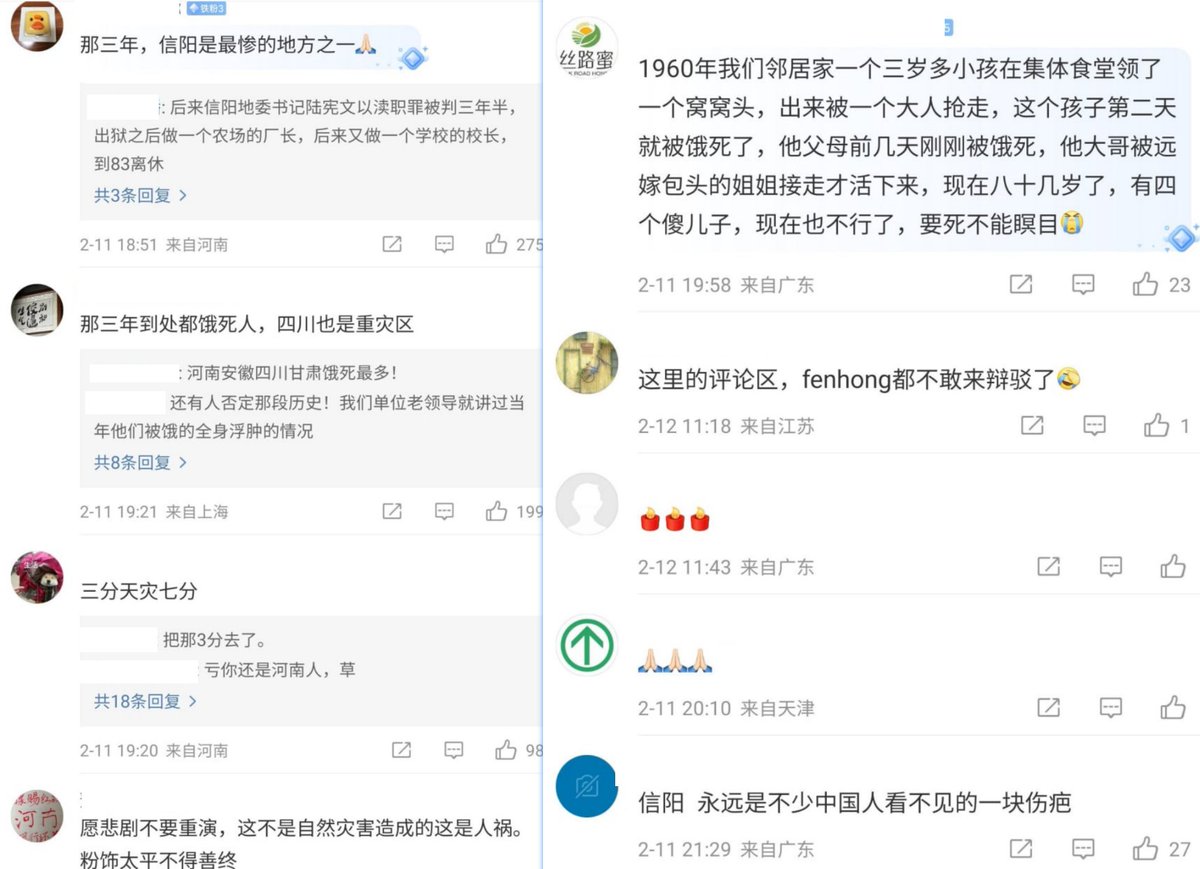 铁粉3
那三年，信阳是最惨的地方之一🙏🏻
: 后来信阳地委书记陆宪文以渎职罪被判三年半，
出狱之后做一个农场的厂长，后来又做一个学校的校长，
到83离休
共3条回复 >
2-11 18:51 来自河南
275
那三年到处都饿死人，四川也是重灾区
: 河南安徽四川甘肃饿死最多！
还有人否定那段历史！我们单位老领导就讲过当
年他们被饿的全身浮肿的情况
共8条回复 >
2-11 19:21 来自上海
199
三分天灾七分
把那3分去了。
: 亏你还是河南人，草
共18条回复 >
2-11 19:20 来自河南
98
愿悲剧不要重演，这不是自然灾害造成的这是人祸。
粉饰太平不得善终
丝路蜜
1960年我们邻居家一个三岁多小孩在集体食堂领了
一个窝窝头，出来被一个大人抢走，这个孩子第二天
就被饿死了，他父母前几天刚刚被饿死，他大哥被远
嫁包头的姐姐接走才活下来，现在八十几岁了，有四
个傻儿子，现在也不行了，要死不能瞑目😭
2-11 19:58 来自广东
23
这里的评论区，fenhong都不敢来辩驳了🤣
2-12 11:18 来自江苏
1
2-12 11:43 来自广东
🙏🏻🙏🏻🙏🏻
2-11 20:10 来自天津
信阳 永远是不少中国人看不见的一块伤疤
2-11 21:29 来自广东
27